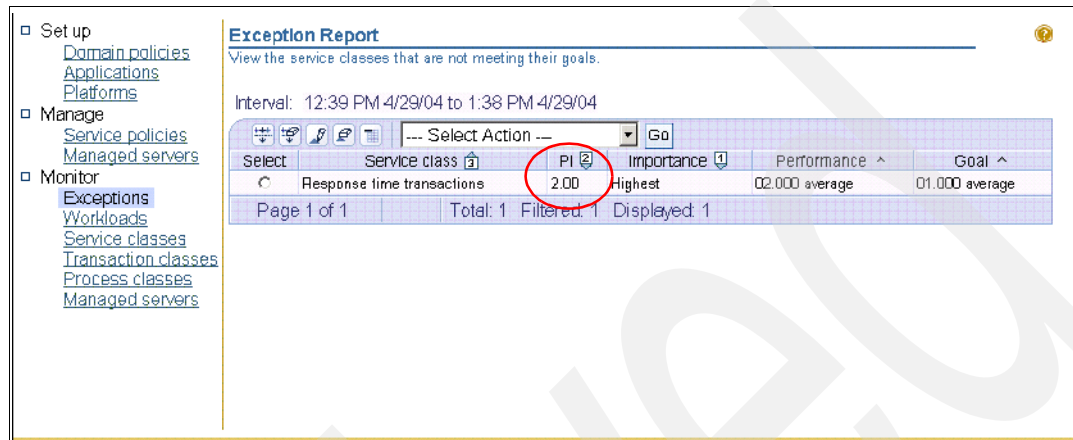 Set up
Domain policies
Applications
Platforms
Manage
Service policies
Managed servers
Monitor
Exceptions
Workloads
Service classes
Transaction classes
Process classes
Managed servers
Exception Report
?
View the service classes that are not meeting their goals.
Interval: 12:39 PM 4/29/04 to 1:38 PM 4/29/04
--- Select Action --- Go
Select Service class 3 PI 2 Importance 1 Performance ^ Goal ^
Response time transactions 2.00 Highest 02.000 average 01.000 average
Page 1 of 1 Total: 1 Filtered: 1 Displayed: 1